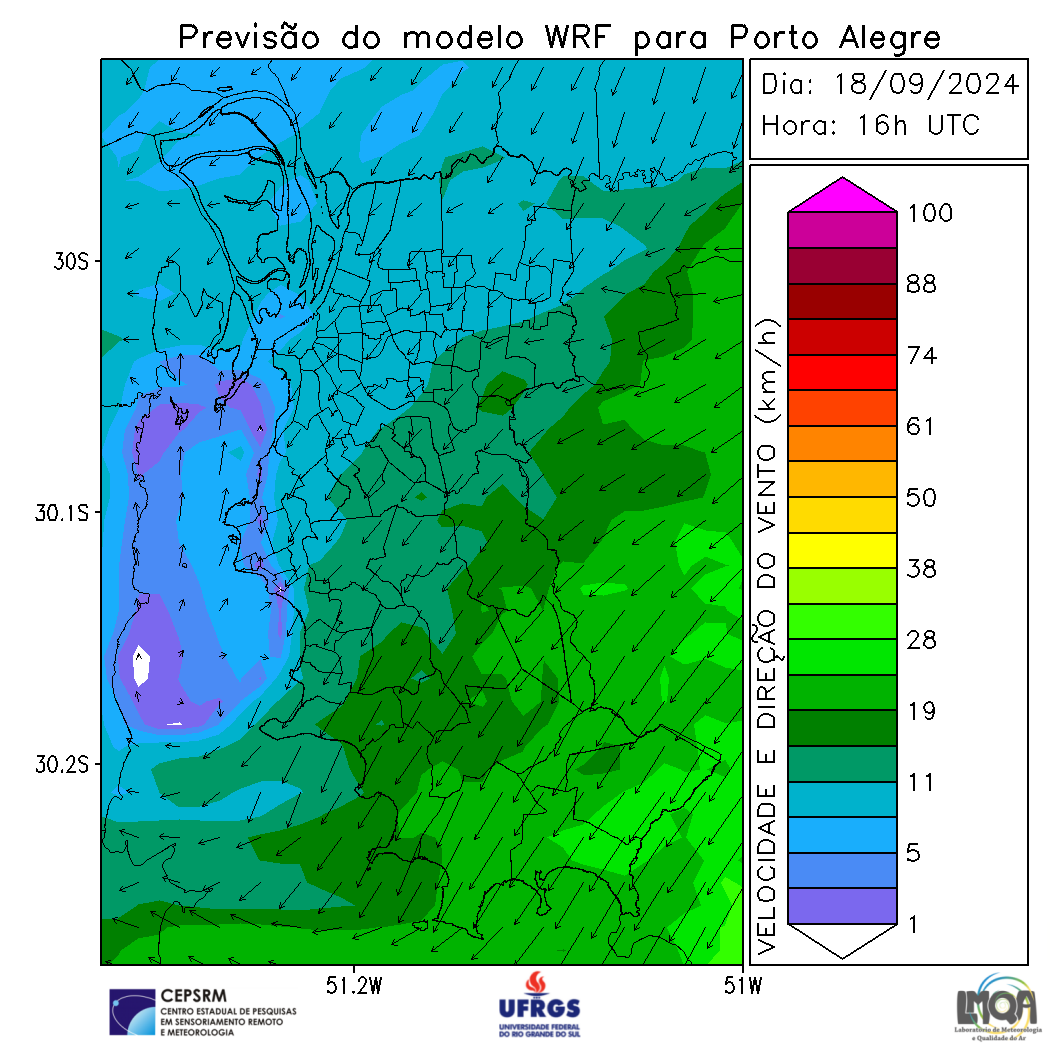 Previsão do modelo WRF para Porto Alegre
Dia: 18/09/2024
Hora: 16h UTC
30S
30.1S
30.2S
51.2W
51W
VELOCIDADE E DIREÇÃO DO VENTO (km/h)
100
88
74
61
50
38
28
19
11
5
1
CEPSRM
CENTRO ESTADUAL DE PESQUISAS
EM SENSORIAMENTO REMOTO
E METEOROLOGIA
UFRGS
UNIVERSIDADE FEDERAL
DO RIO GRANDE DO SUL
LMQA
Laboratório de Meteorologia
e Qualidade do Ar